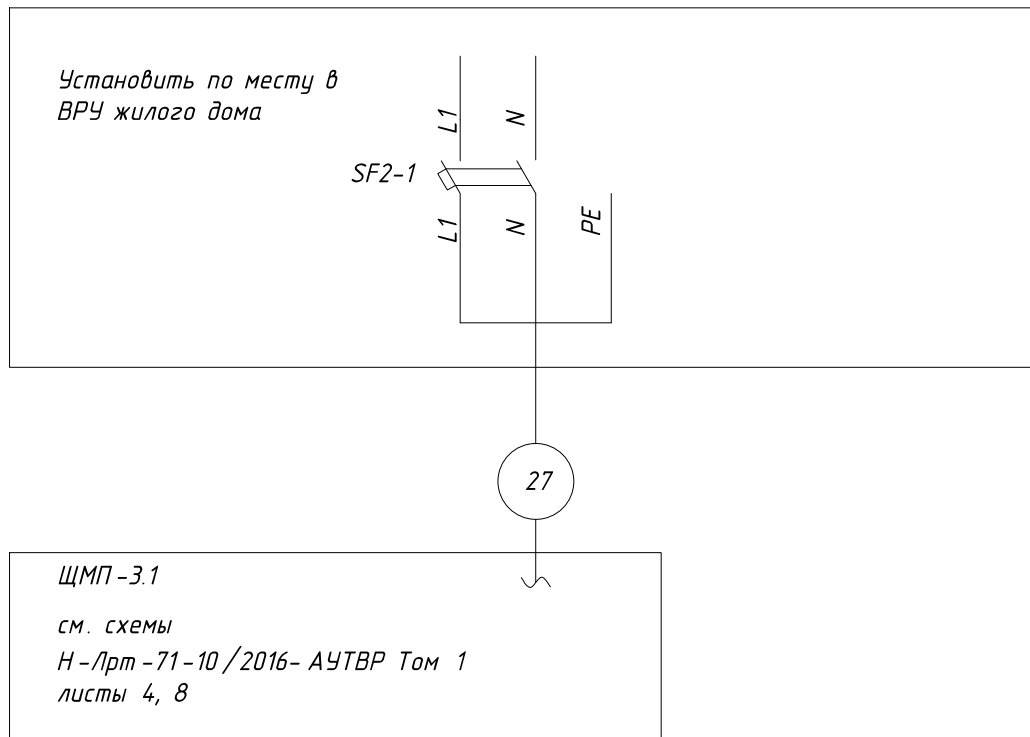 Установить по месту в
ВРУ жилого дома
L1
N
SF2-1
L1
N
PE
27
ЩМП-3.1
см. схемы
Н-Лрт-71-10/2016-АУТВР Том 1
листы 4, 8